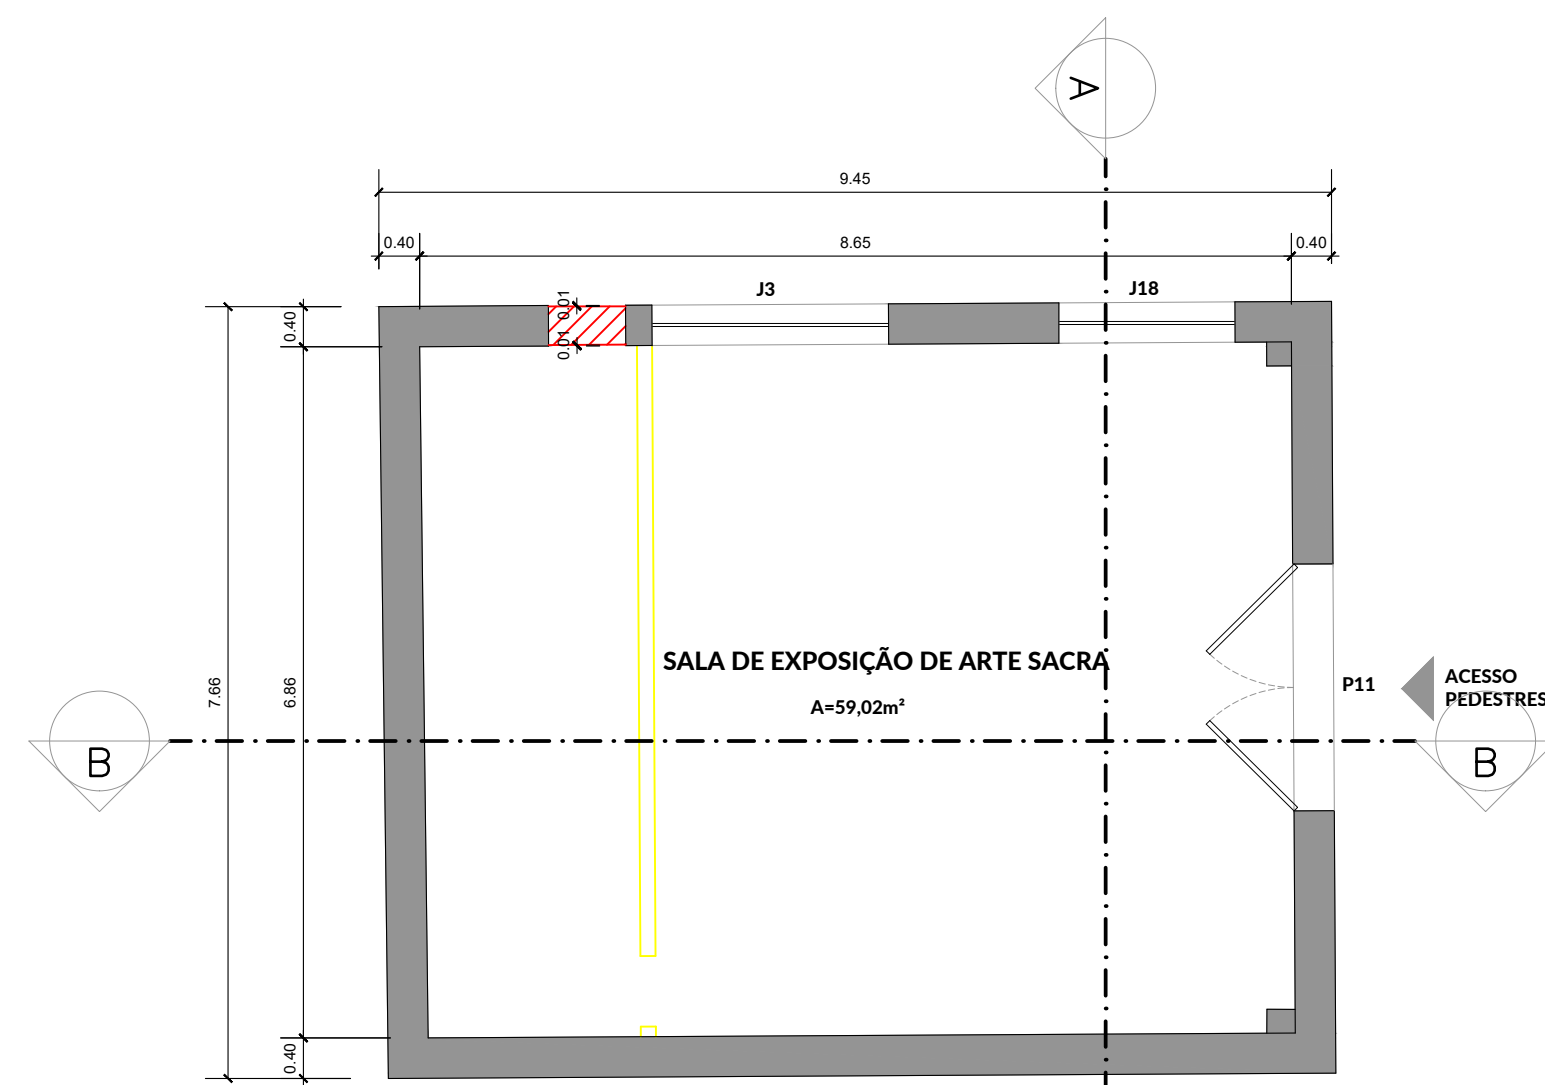 A
9.45
0.40
8.65
0.40
J3
J18
0.01
0.40
0.01
SALA DE EXPOSIÇÃO DE ARTE SACRA
A=59,02m²
7.66
6.86
P11
ACESSO
PEDESTRES
B
B
0.40